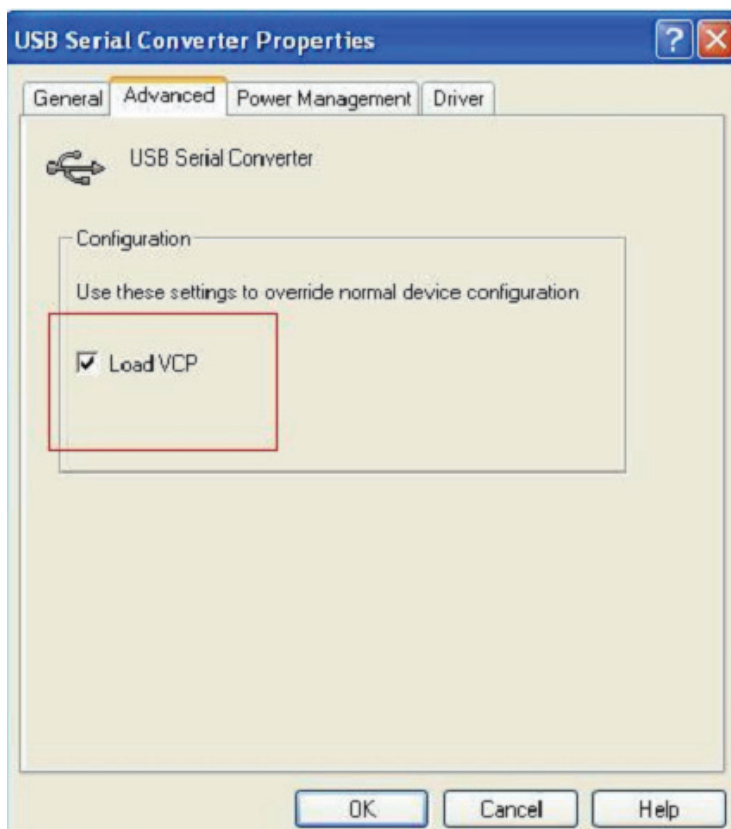 USB Serial Converter Properties
General Advanced Power Management Driver
USB Serial Converter
Configuration
Use these settings to override normal device configuration
Load VCP
OK Cancel Help